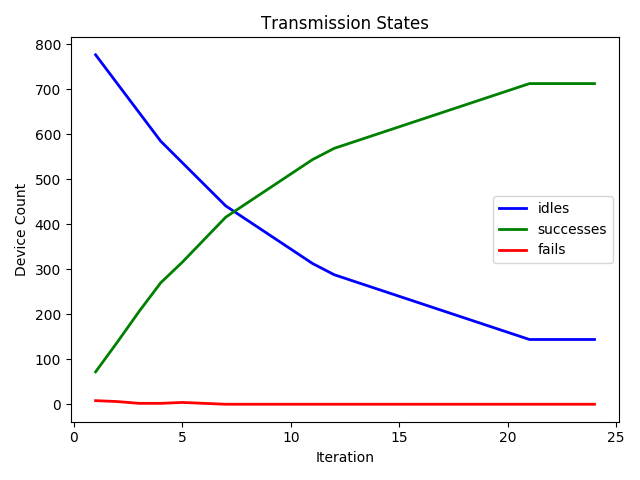 Transmission States
800
700
600
500
400
300
200
100
0
Device Count
idles
successes
fails
0 5 10 15 20 25
Iteration